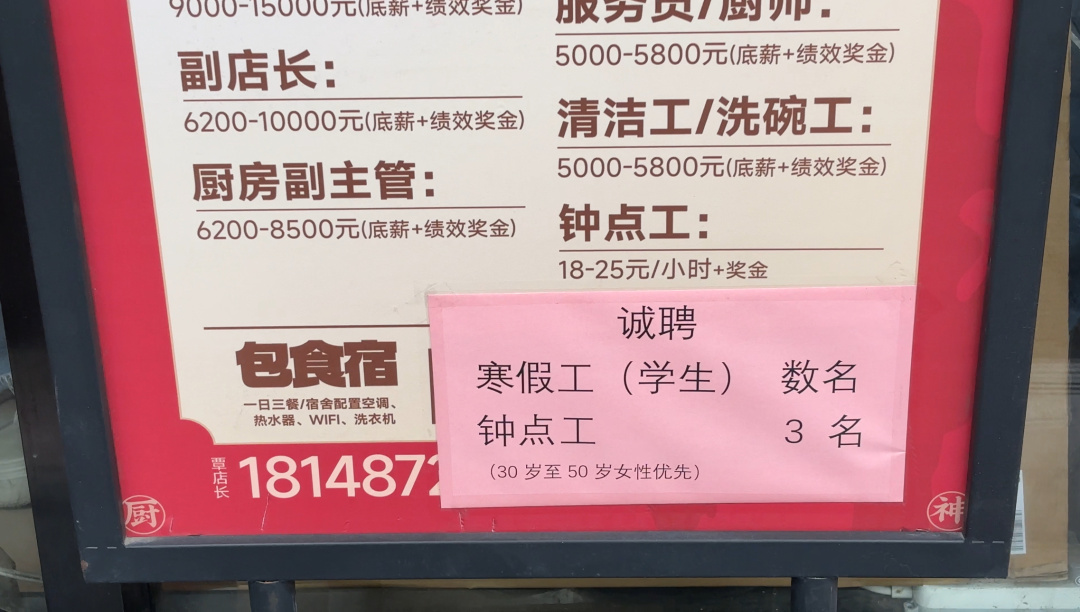 9000-15000元(底薪+绩效奖金)
副店长：
6200-10000元(底薪+绩效奖金)
厨房副主管：
6200-8500元(底薪+绩效奖金)
服务员/厨师：
5000-5800元(底薪+绩效奖金)
清洁工/洗碗工：
5000-5800元(底薪+绩效奖金)
钟点工：
18-25元/小时+奖金
包食宿
一日三餐/宿舍配置空调、
热水器、WIFI、洗衣机
覃店长 1814872
诚聘
寒假工（学生） 数名
钟点工 3 名
（30 岁至 50 岁女性优先）
厨
神